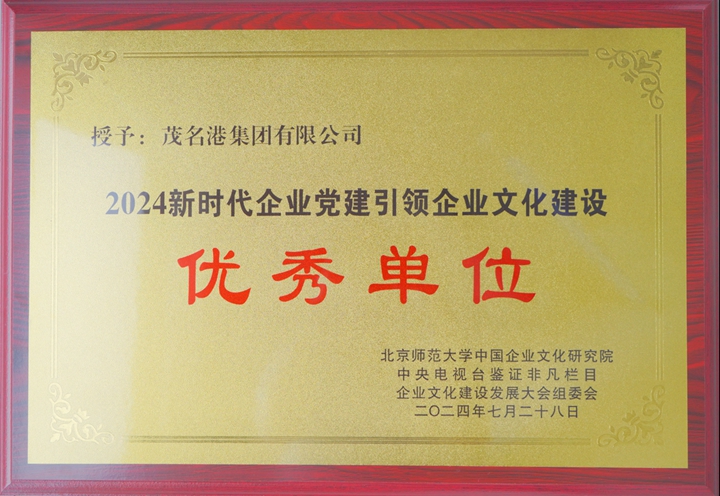 授予：茂名港集团有限公司
2024新时代企业党建引领企业文化建设
优秀单位
北京师范大学中国企业文化研究院
中央电视台鉴证非凡栏目
企业文化建设发展大会组委会
二〇二四年七月二十八日